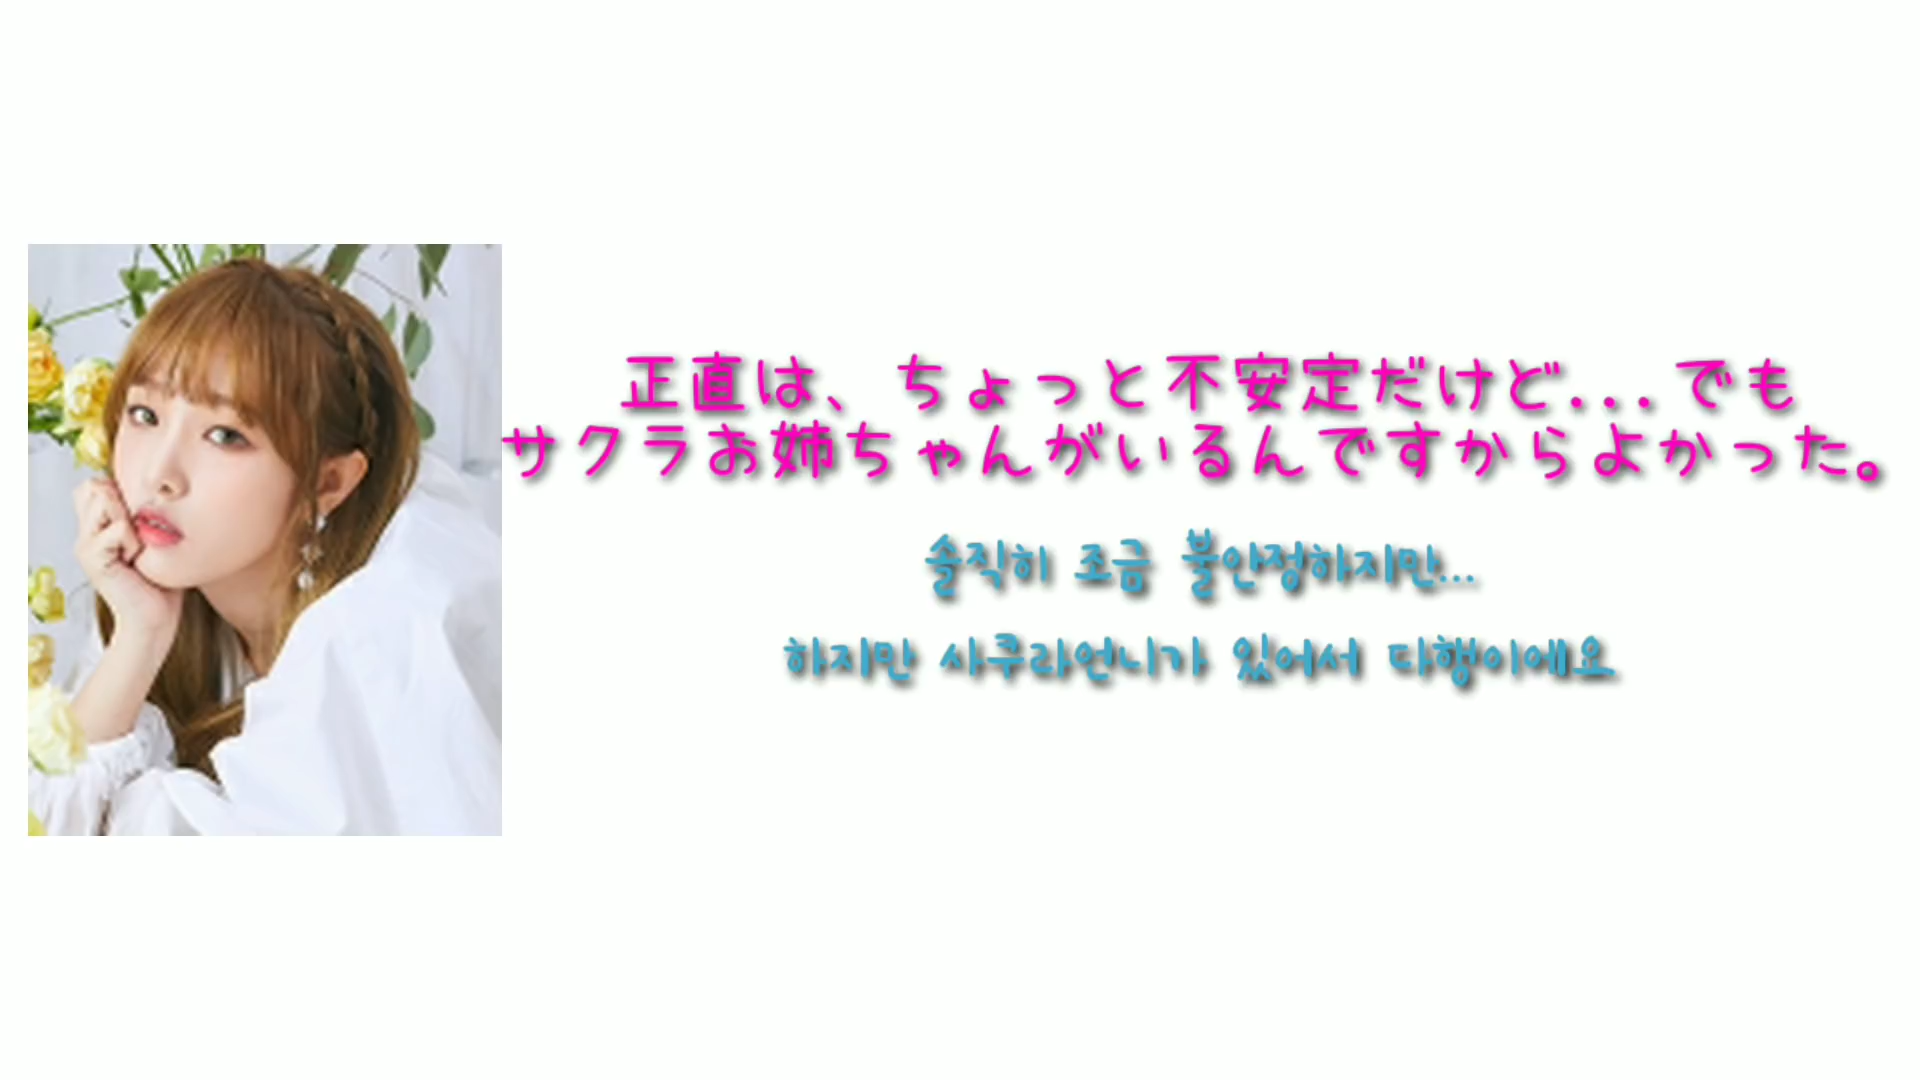 正直は、ちょっと不安定だけど...でも
サクラお姉ちゃんがいるんですからよかった。
솔직히 조금 불안정하지만...
하지만 사쿠라언니가 있어서 다행이에요